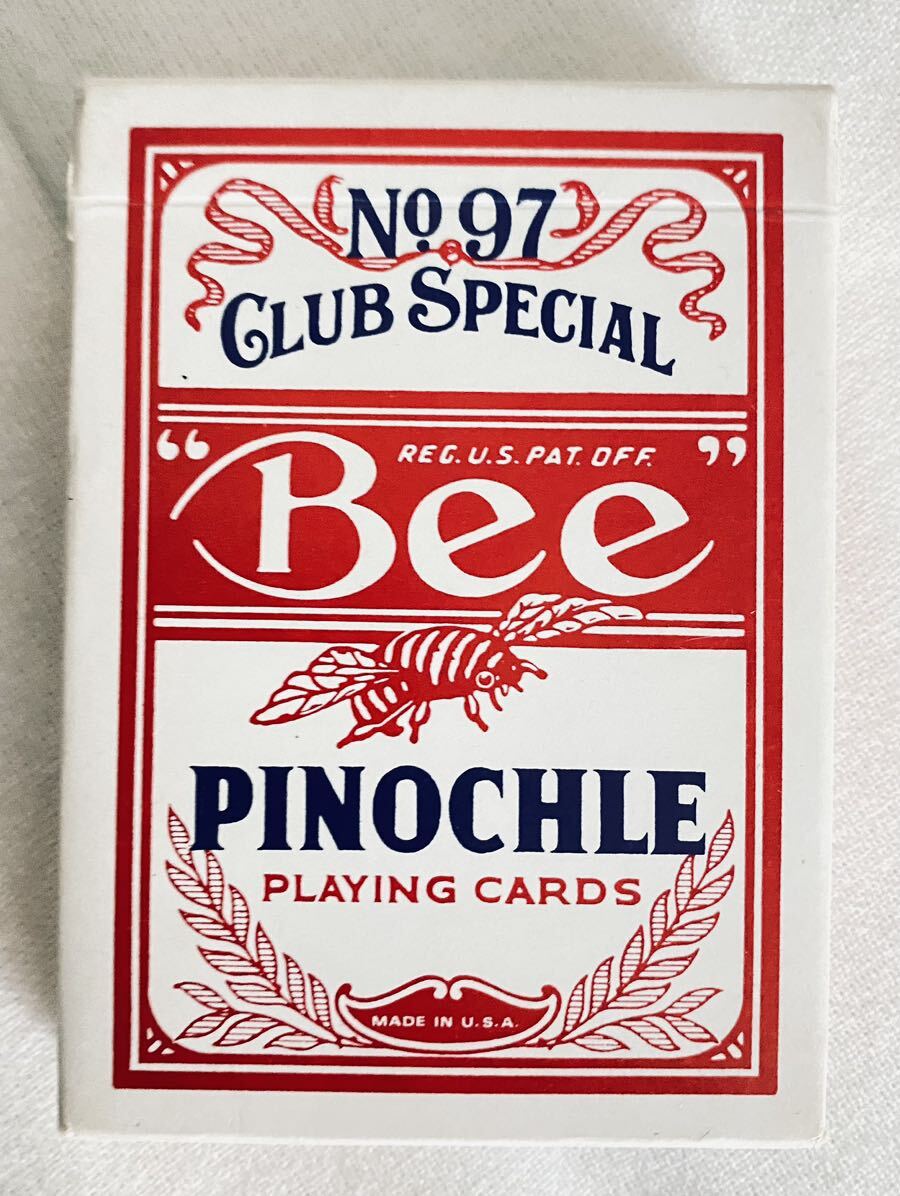 No 97
CLUB SPECIAL
REG. U.S. PAT. OFF.
“Bee”
PINOCHLE
PLAYING CARDS
MADE IN U.S.A.